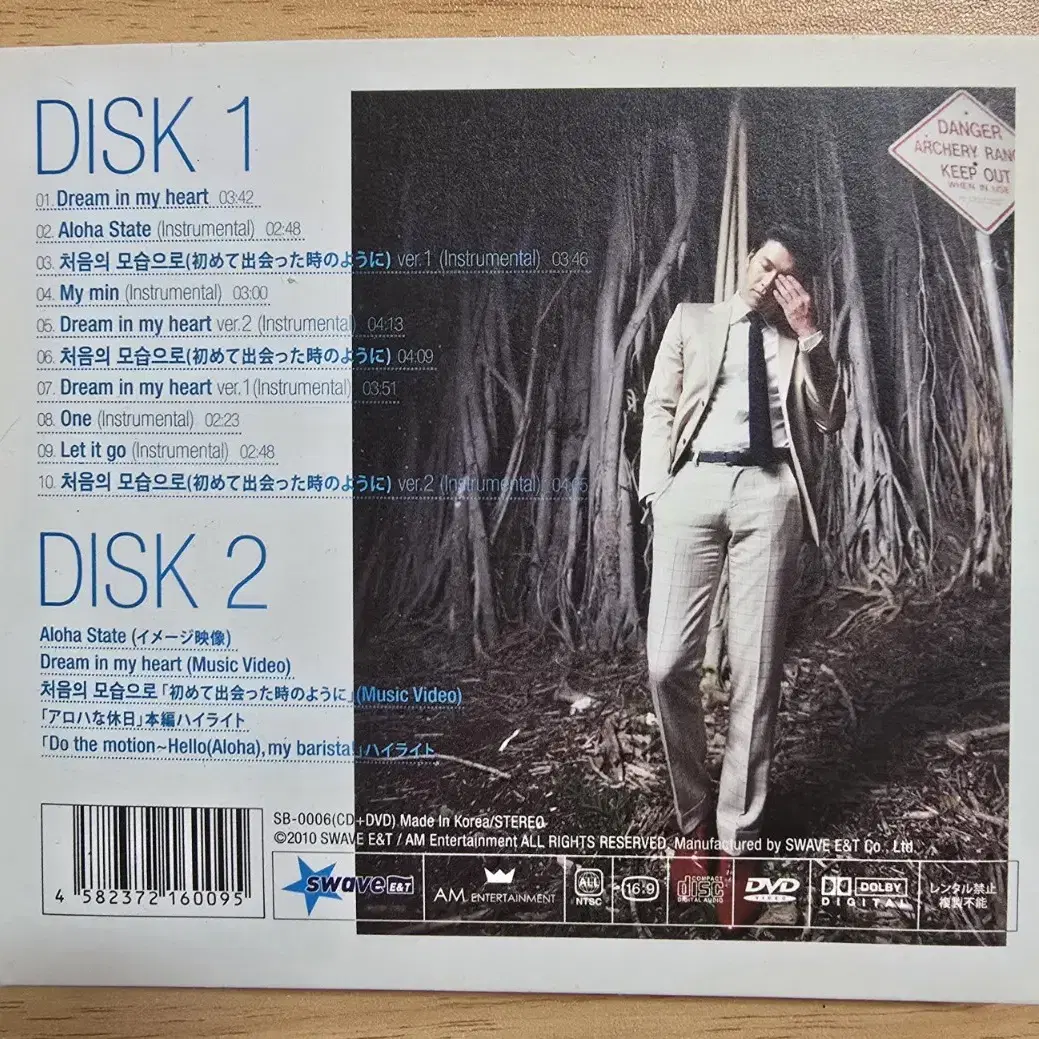 DISK 1
01. Dream in my heart 03:42
02. Aloha State (Instrumental) 02:48
03. 처음의 모습으로(初めて出会った時のように) ver.1 (Instrumental) 03:46
04. My min (Instrumental) 03:00
05. Dream in my heart ver.2 (Instrumental) 04:13
06. 처음의 모습으로(初めて出会った時のように) 04:09
07. Dream in my heart ver.1(Instrumental) 03:51
08. One (Instrumental) 02:23
09. Let it go (Instrumental) 02:48
10. 처음의 모습으로(初めて出会った時のように) ver.2 (Instrumental)
DISK 2
Aloha State (イメージ映像)
Dream in my heart (Music Video)
처음의 모습으로「初めて出会った時のように」(Music Video)
「アロハな休日」本編ハイライト
「Do the motion~Hello(Aloha), my barista!」ハイライト
DANGER
ARCHERY RANG
KEEP OUT
WHEN IN USE
SB-0006(CD+DVD) Made In Korea/STEREO
©2010 SWAVE E&T / AM Entertainment ALL RIGHTS RESERVED. Manufactured by SWAVE E&T Co., Ltd.
4 582372 160095
swave E&T
AM ENTERTAINMENT
ALL
NTSC
16:9
COMPACT
disc
DIGITAL AUDIO
DVD
VIDEO
DOLBY
DIGITAL
レンタル禁止
複製不能